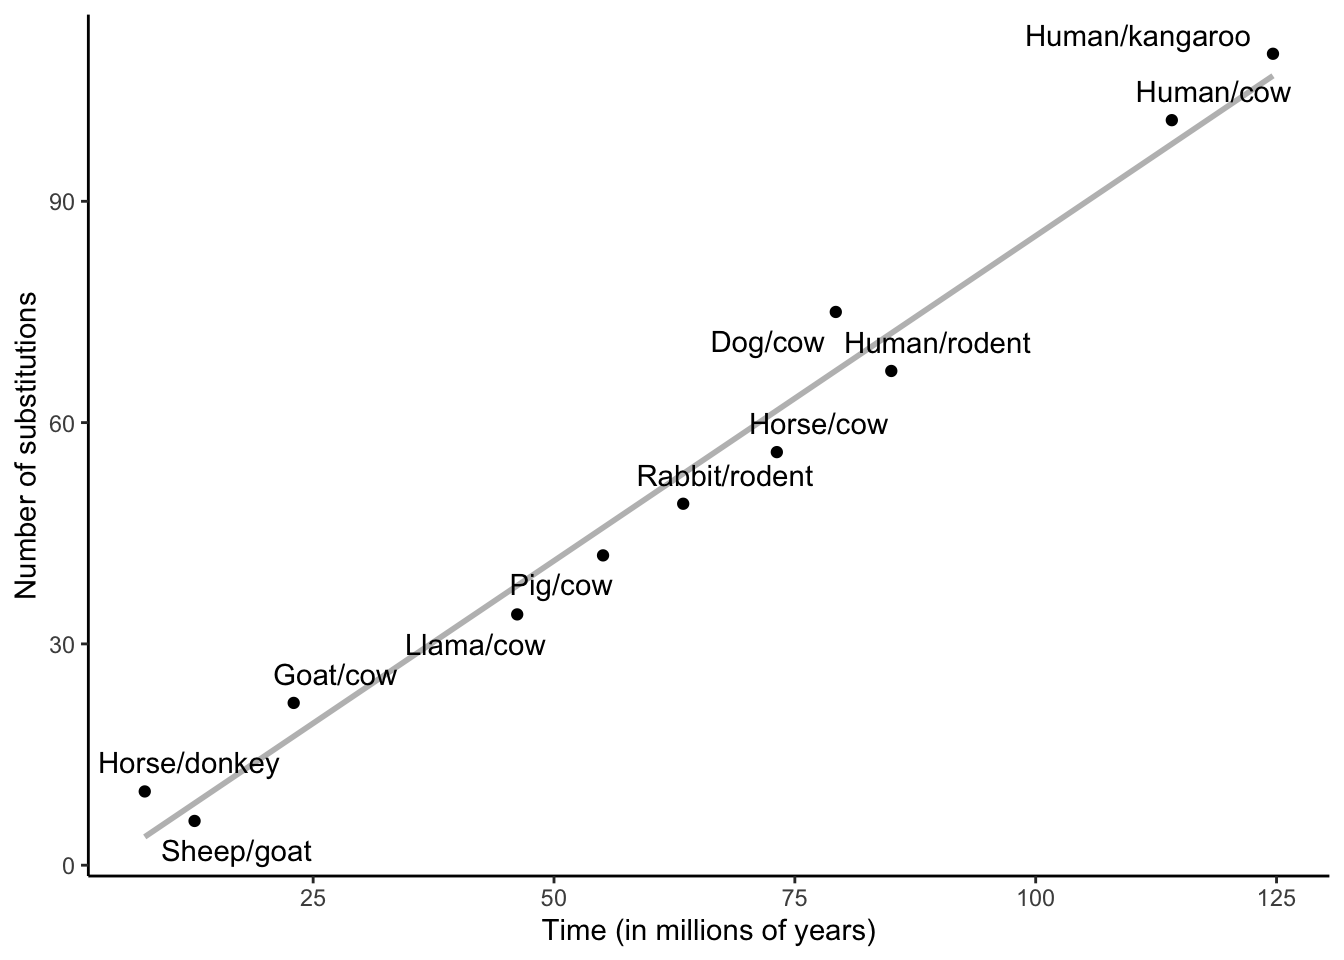 Human/kangaroo
Human/cow
90
Dog/cow
Human/rodent
Horse/cow
60
Rabbit/rodent
Pig/cow
Llama/cow
30
Goat/cow
Horse/donkey
Sheep/goat
0
25
50
75
100
125
Time (in millions of years)
Number of substitutions